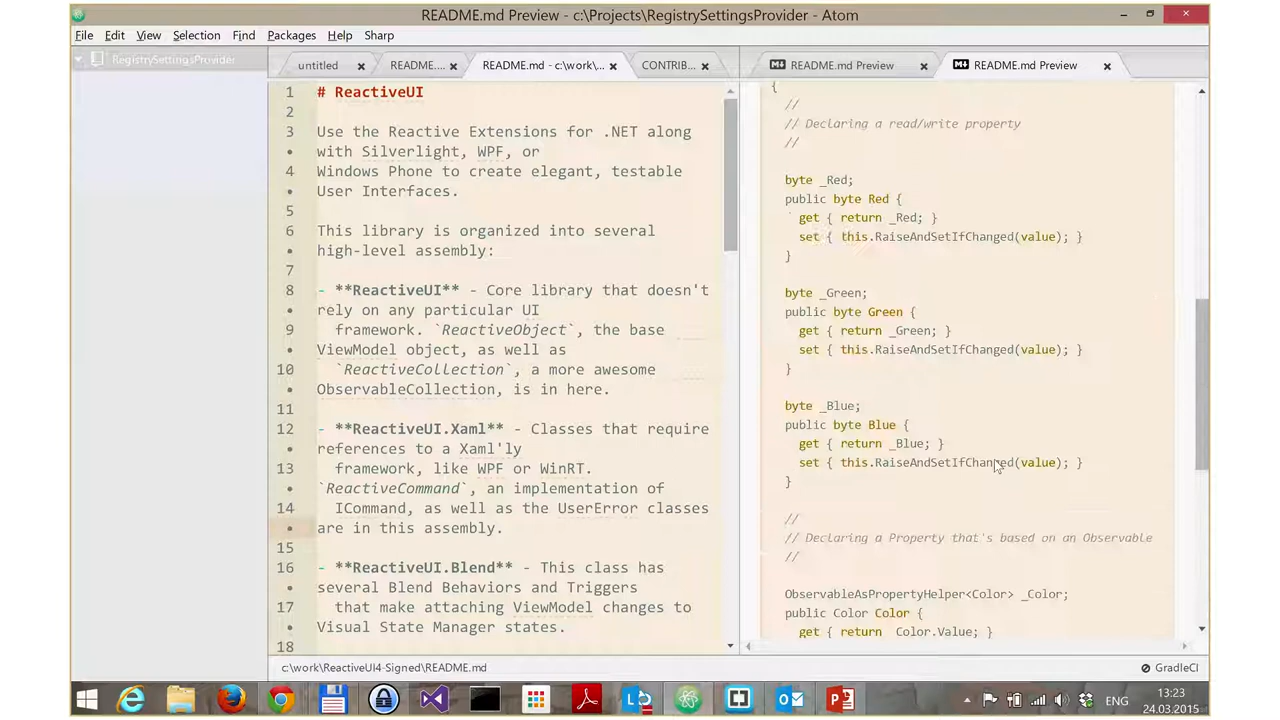 README.md Preview - c:\Projects\RegistrySettingsProvider - Atom
File Edit View Selection Find Packages Help Sharp
RegistrySettingsProvider
untitled README.... README.md - c:\work\... CONTRIB... README.md Preview README.md Preview
1 # ReactiveUI
2
3 Use the Reactive Extensions for .NET along
• with Silverlight, WPF, or
4 Windows Phone to create elegant, testable
• User Interfaces.
5
6 This library is organized into several
• high-level assembly:
7
8 - **ReactiveUI** - Core library that doesn't
• rely on any particular UI
9 framework. `ReactiveObject`, the base
• ViewModel object, as well as
10 `ReactiveCollection`, a more awesome
• ObservableCollection, is in here.
11
12 - **ReactiveUI.Xaml** - Classes that require
• references to a Xaml'ly
13 framework, like WPF or WinRT.
• `ReactiveCommand`, an implementation of
14 ICommand, as well as the UserError classes
• are in this assembly.
15
16 - **ReactiveUI.Blend** - This class has
• several Blend Behaviors and Triggers
17 that make attaching ViewModel changes to
• Visual State Manager states.
18
{
//
// Declaring a read/write property
//
byte _Red;
public byte Red {
get { return _Red; }
set { this.RaiseAndSetIfChanged(value); }
}
byte _Green;
public byte Green {
get { return _Green; }
set { this.RaiseAndSetIfChanged(value); }
}
byte _Blue;
public byte Blue {
get { return _Blue; }
set { this.RaiseAndSetIfChanged(value); }
}
//
// Declaring a Property that's based on an Observable
//
ObservableAsPropertyHelper<Color> _Color;
public Color Color {
get { return  Color.Value; }
c:\work\ReactiveUI4-Signed\README.md
GradleCI
ENG
13:23
24.03.2015